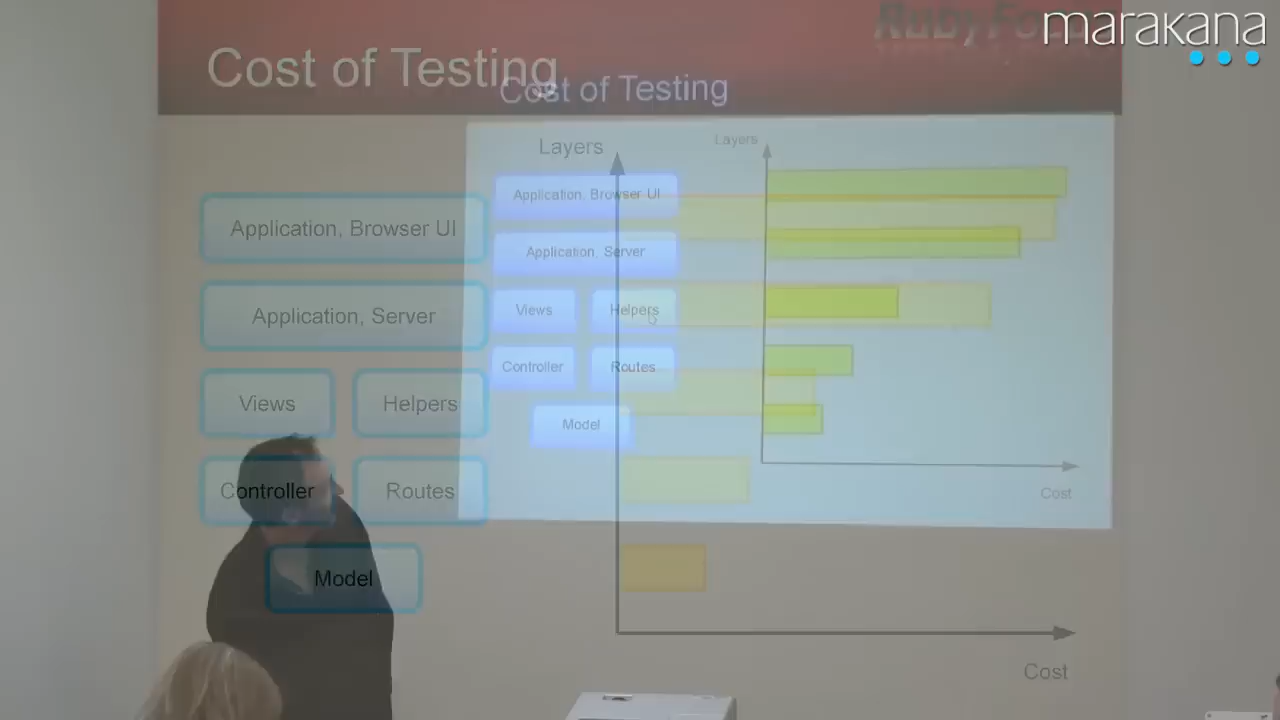 RubyFocus
marakana
Cost of Testing
Cost of Testing
Layers
Layers
Application, Browser UI
Application, Browser UI
Application, Server
Application, Server
Views
Helpers
Views
Helpers
Controller
Routes
Controller
Routes
Model
Model
Cost
Cost